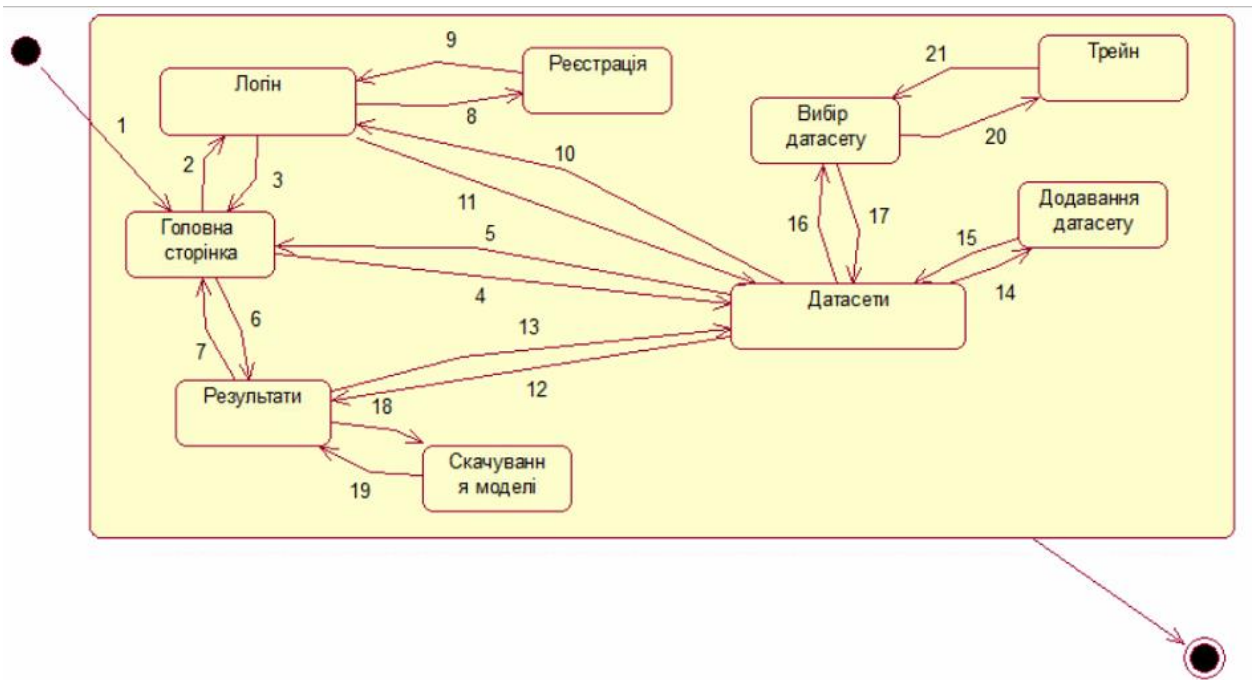 9
Реєстрація
21
Трейн
Логін
8
Вибір
датасету
20
1
2
3
10
11
Додавання
датасету
16
17
15
14
Головна
сторінка
5
4
Датасети
6
7
13
12
Результати
18
Скачуванн
я моделі
19